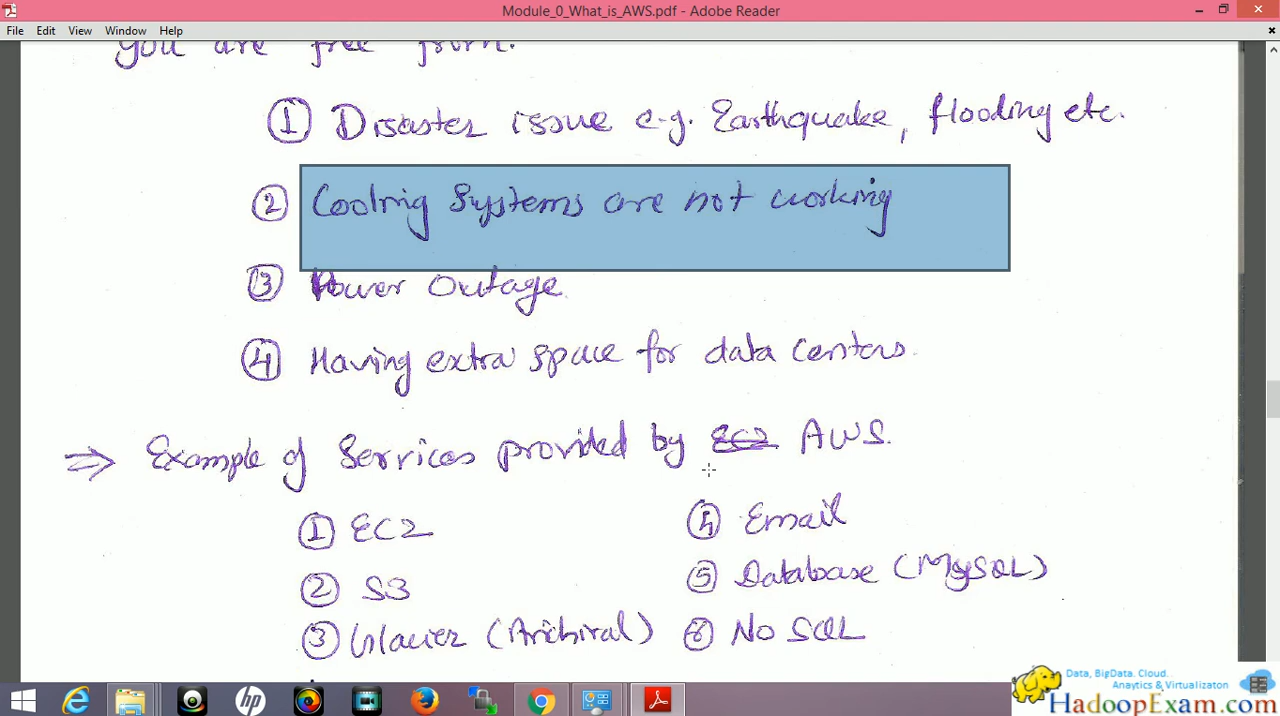 Module_0_What_is_AWS.pdf - Adobe Reader
File Edit View Window Help
you are free from.
① Disaster issue e.g. Earthquake, flooding etc.
② Cooling Systems are not working
③ Power Outage
④ Having extra space for data centers.
⇒ Example of Services provided by EC2 AWS.
① EC2
② S3
③ Glacier (Archival)
④ Email
⑤ Database (MySQL)
⑥ No SQL
Data, BigData. Cloud..
Anaytics & Virtualizaton
HadoopExam.com